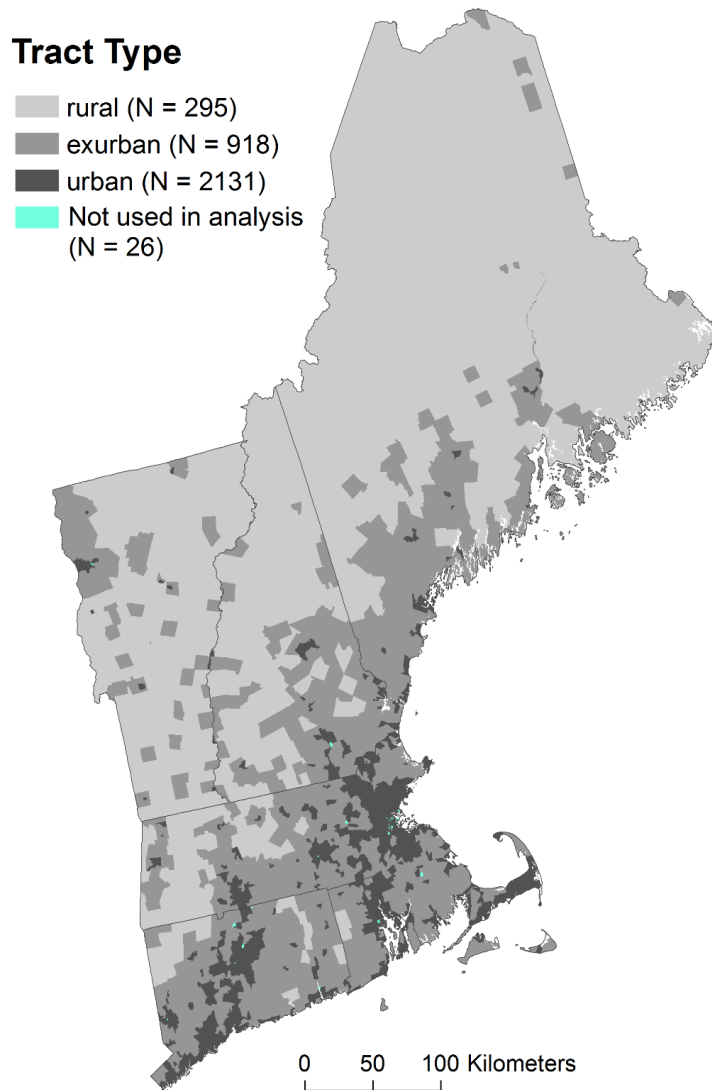 Tract Type
rural (N = 295)
exurban (N = 918)
urban (N = 2131)
Not used in analysis
(N = 26)
0 50 100 Kilometers